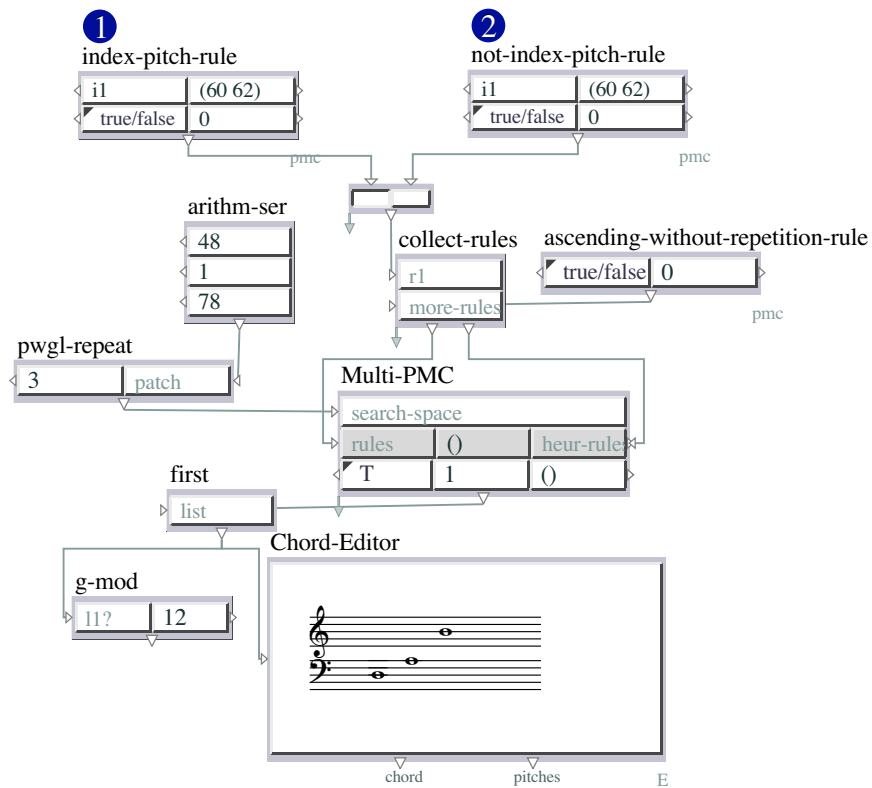 1
2
index-pitch-rule
not-index-pitch-rule
i1 (60 62)
i1 (60 62)
true/false 0
true/false 0
pmc
pmc
arithm-ser
48
1
78
collect-rules
r1
more-rules
ascending-without-repetition-rule
true/false 0
pmc
pwgl-repeat
3 patch
Multi-PMC
search-space
rules () heur-rules
T 1 ()
first
list
Chord-Editor
g-mod
l1? 12
chord pitches E